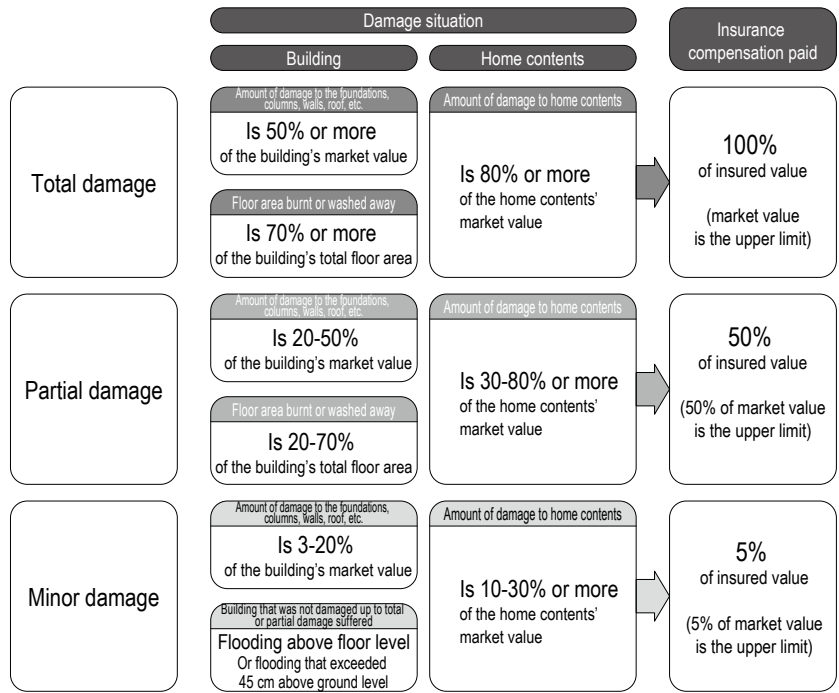 Damage situation
Insurance
compensation paid
Building
Home contents
Total damage
Amount of damage to the foundations,
columns, walls, roof, etc.
Is 50% or more
of the building's market value
Floor area burnt or washed away
Is 70% or more
of the building's total floor area
Amount of damage to home contents
Is 80% or more
of the home contents'
market value
100%
of insured value
(market value
is the upper limit)
Partial damage
Amount of damage to the foundations,
columns, walls, roof, etc.
Is 20-50%
of the building's market value
Floor area burnt or washed away
Is 20-70%
of the building's total floor area
Amount of damage to home contents
Is 30-80% or more
of the home contents'
market value
50%
of insured value
(50% of market value
is the upper limit)
Minor damage
Amount of damage to the foundations,
columns, walls, roof, etc.
Is 3-20%
of the building's market value
Building that was not damaged up to total
or partial damage suffered
Flooding above floor level
Or flooding that exceeded
45 cm above ground level
Amount of damage to home contents
Is 10-30% or more
of the home contents'
market value
5%
of insured value
(5% of market value
is the upper limit)